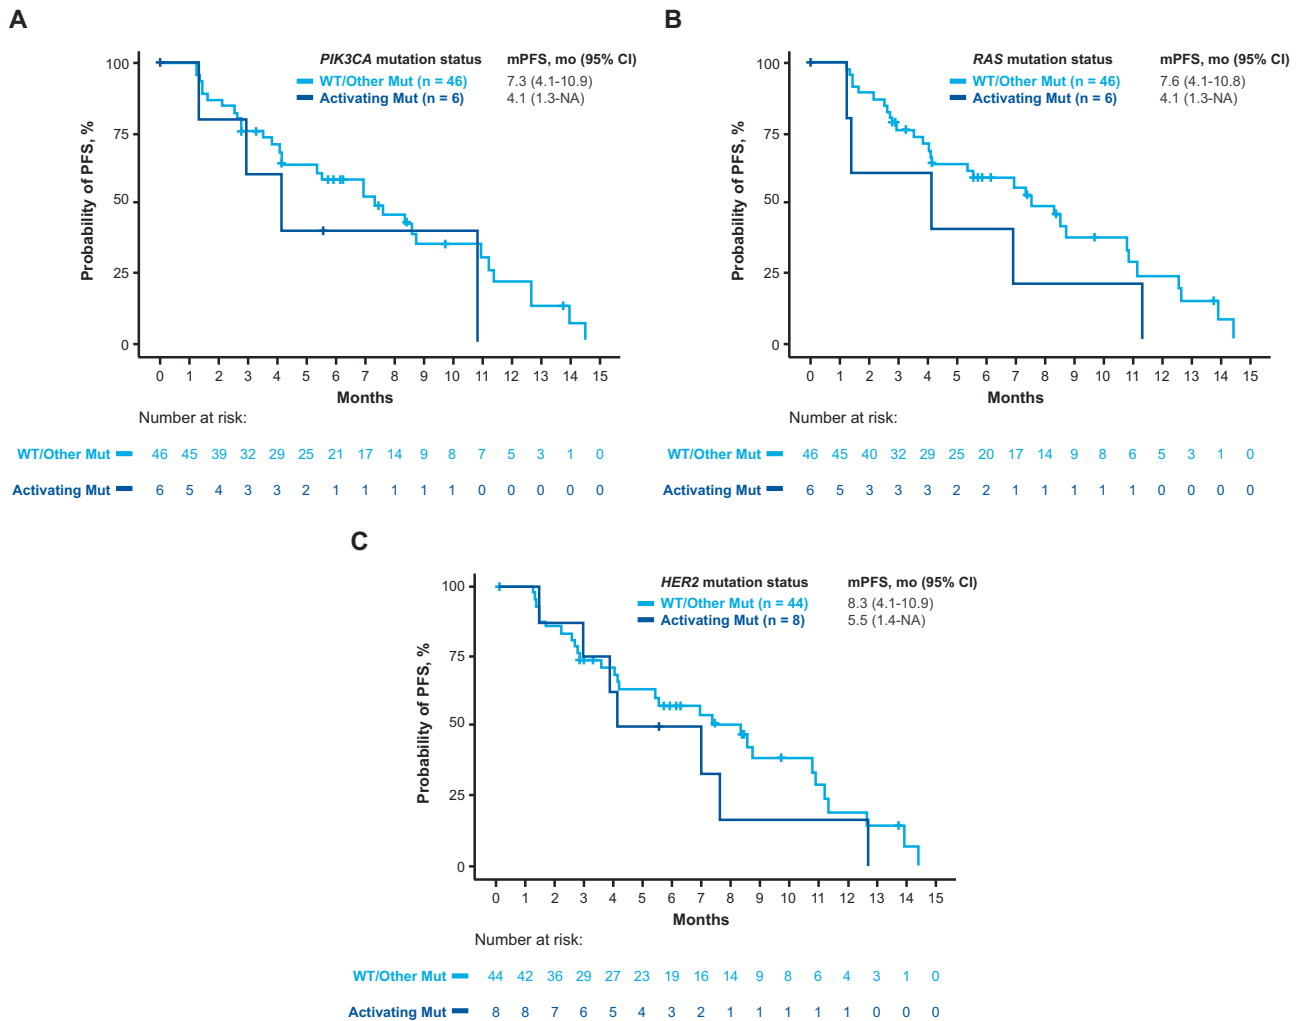 A
PIK3CA mutation status mPFS, mo (95% CI)
WT/Other Mut (n = 46) 7.3 (4.1-10.9)
Activating Mut (n = 6) 4.1 (1.3-NA)
Probability of PFS, %
100
75
50
25
0
0 1 2 3 4 5 6 7 8 9 10 11 12 13 14 15
Months
Number at risk:
WT/Other Mut 46 45 39 32 29 25 21 17 14 9 8 7 5 3 1 0
Activating Mut 6 5 4 3 3 2 1 1 1 1 1 0 0 0 0 0
B
RAS mutation status mPFS, mo (95% CI)
WT/Other Mut (n = 46) 7.6 (4.1-10.8)
Activating Mut (n = 6) 4.1 (1.3-NA)
Probability of PFS, %
100
75
50
25
0
0 1 2 3 4 5 6 7 8 9 10 11 12 13 14 15
Months
Number at risk:
WT/Other Mut 46 45 40 32 29 25 20 17 14 9 8 6 5 3 1 0
Activating Mut 6 5 3 3 3 2 2 1 1 1 1 1 0 0 0 0
C
HER2 mutation status mPFS, mo (95% CI)
WT/Other Mut (n = 44) 8.3 (4.1-10.9)
Activating Mut (n = 8) 5.5 (1.4-NA)
Probability of PFS, %
100
75
50
25
0
0 1 2 3 4 5 6 7 8 9 10 11 12 13 14 15
Months
Number at risk:
WT/Other Mut 44 42 36 29 27 23 19 16 14 9 8 6 4 3 1 0
Activating Mut 8 8 7 6 5 4 3 2 1 1 1 1 1 0 0 0